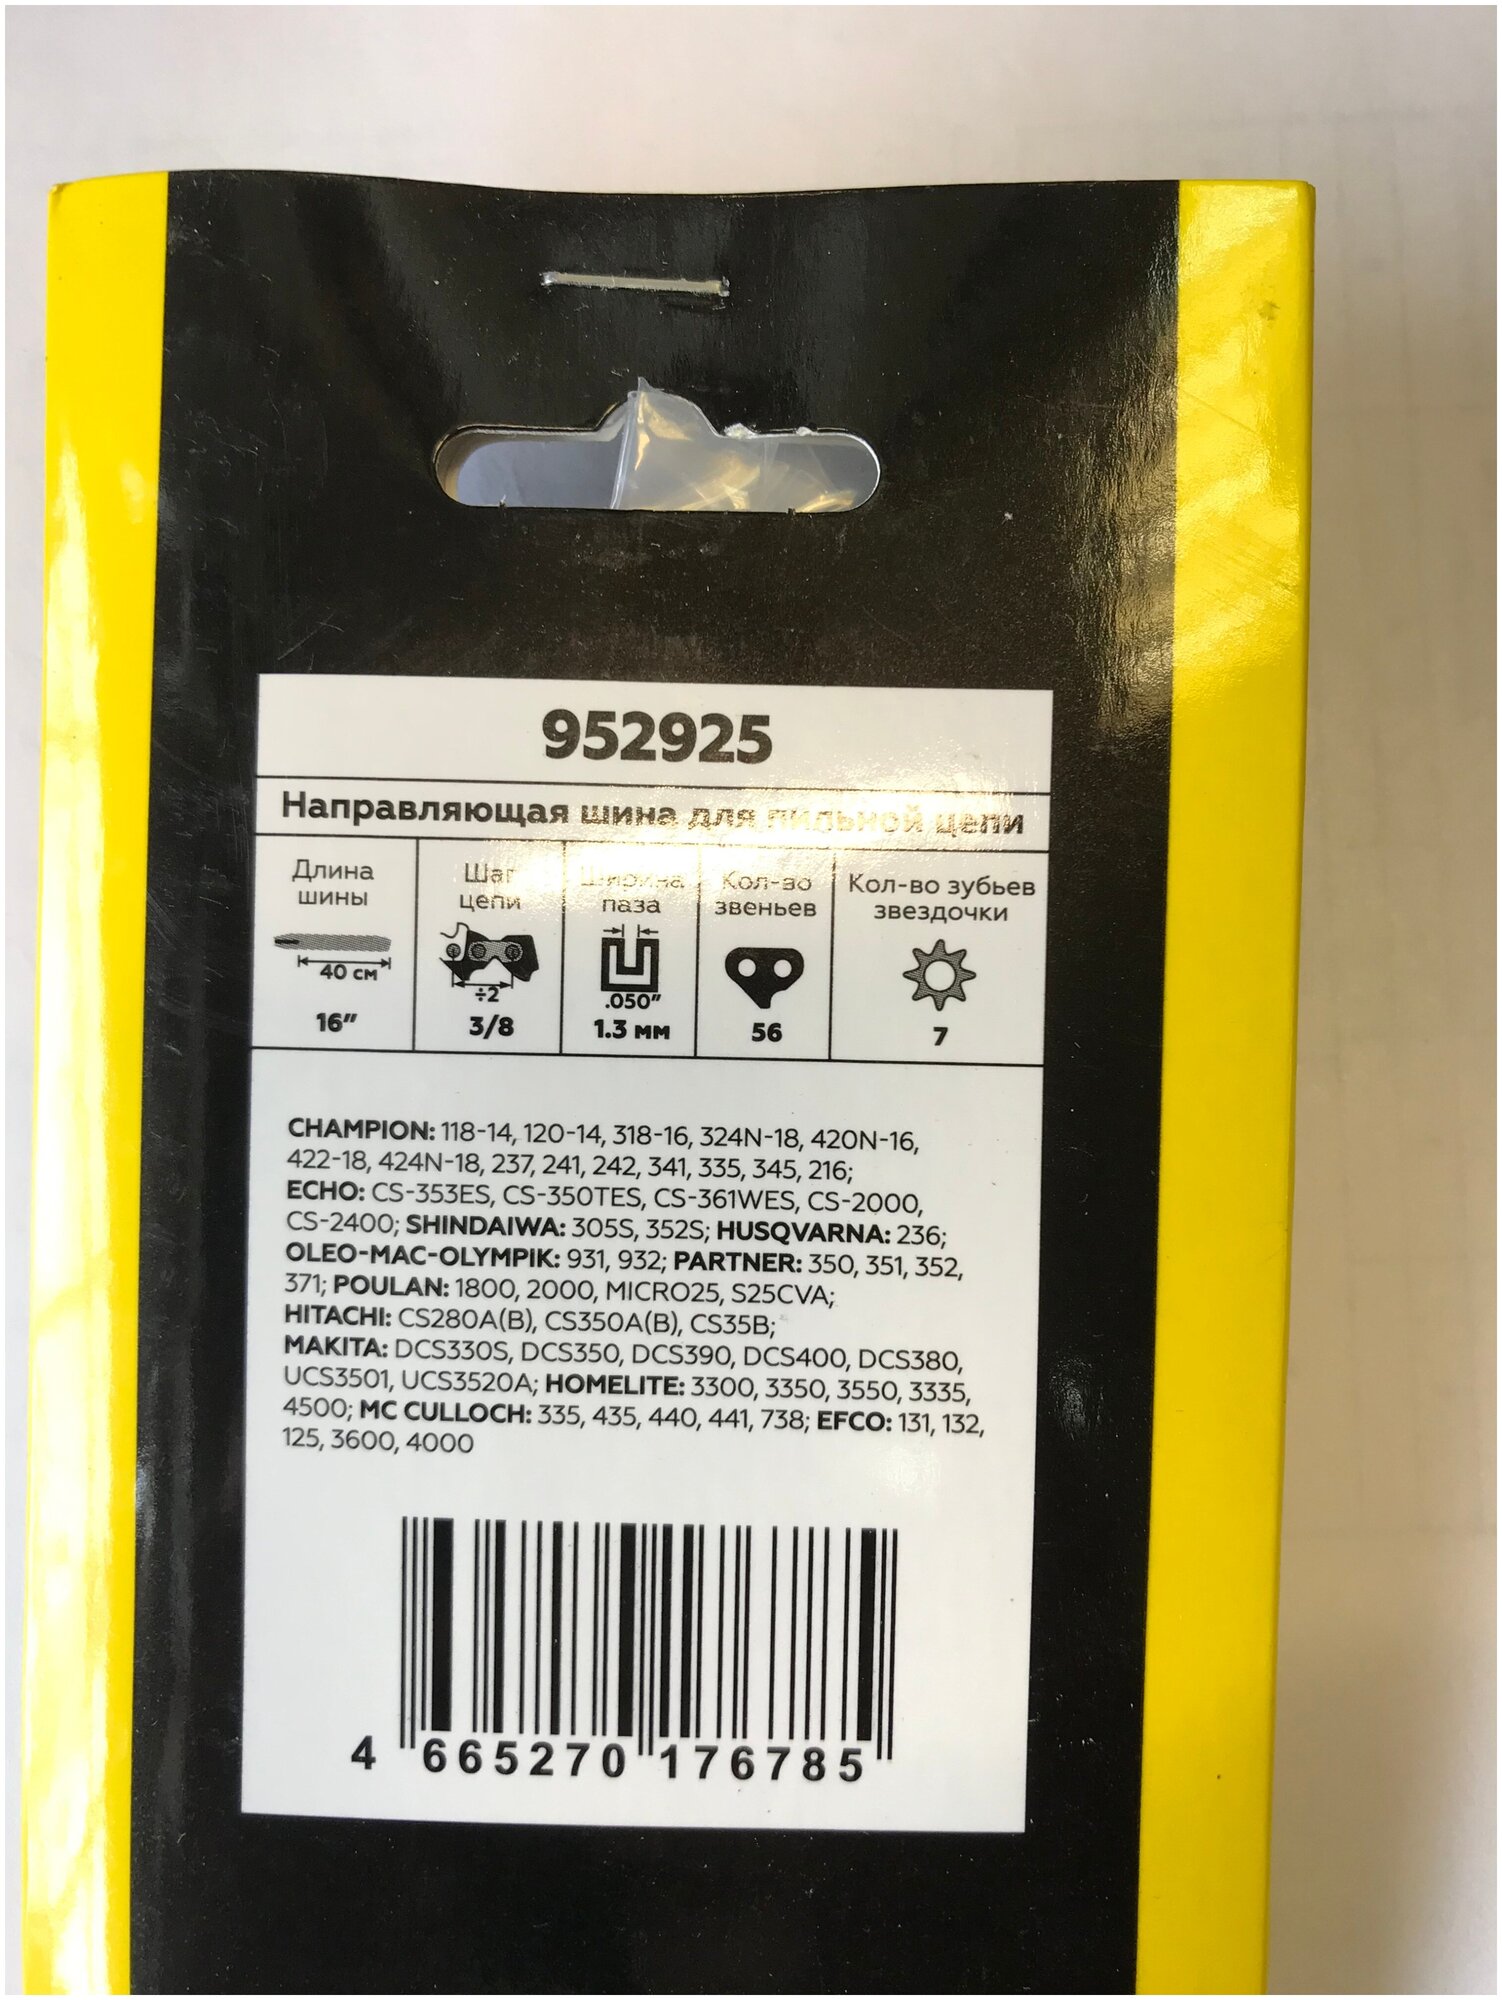 952925
Направляющая шина для пильной цепи
Длина шины
Шаг цепи
Ширина паза
Кол-во звеньев
Кол-во зубьев звездочки
40 см
÷2
.050"
16"
3/8
1.3 мм
56
7
CHAMPION: 118-14, 120-14, 318-16, 324N-18, 420N-16,
422-18, 424N-18, 237, 241, 242, 341, 335, 345, 216;
ECHO: CS-353ES, CS-350TES, CS-361WES, CS-2000,
CS-2400; SHINDAIWA: 305S, 352S; HUSQVARNA: 236;
OLEO-MAC-OLYMPIK: 931, 932; PARTNER: 350, 351, 352,
371; POULAN: 1800, 2000, MICRO25, S25CVA;
HITACHI: CS280A(B), CS350A(B), CS35B;
MAKITA: DCS330S, DCS350, DCS390, DCS400, DCS380,
UCS3501, UCS3520A; HOMELITE: 3300, 3350, 3550, 3335,
4500; MC CULLOCH: 335, 435, 440, 441, 738; EFCO: 131, 132,
125, 3600, 4000
4 665270 176785